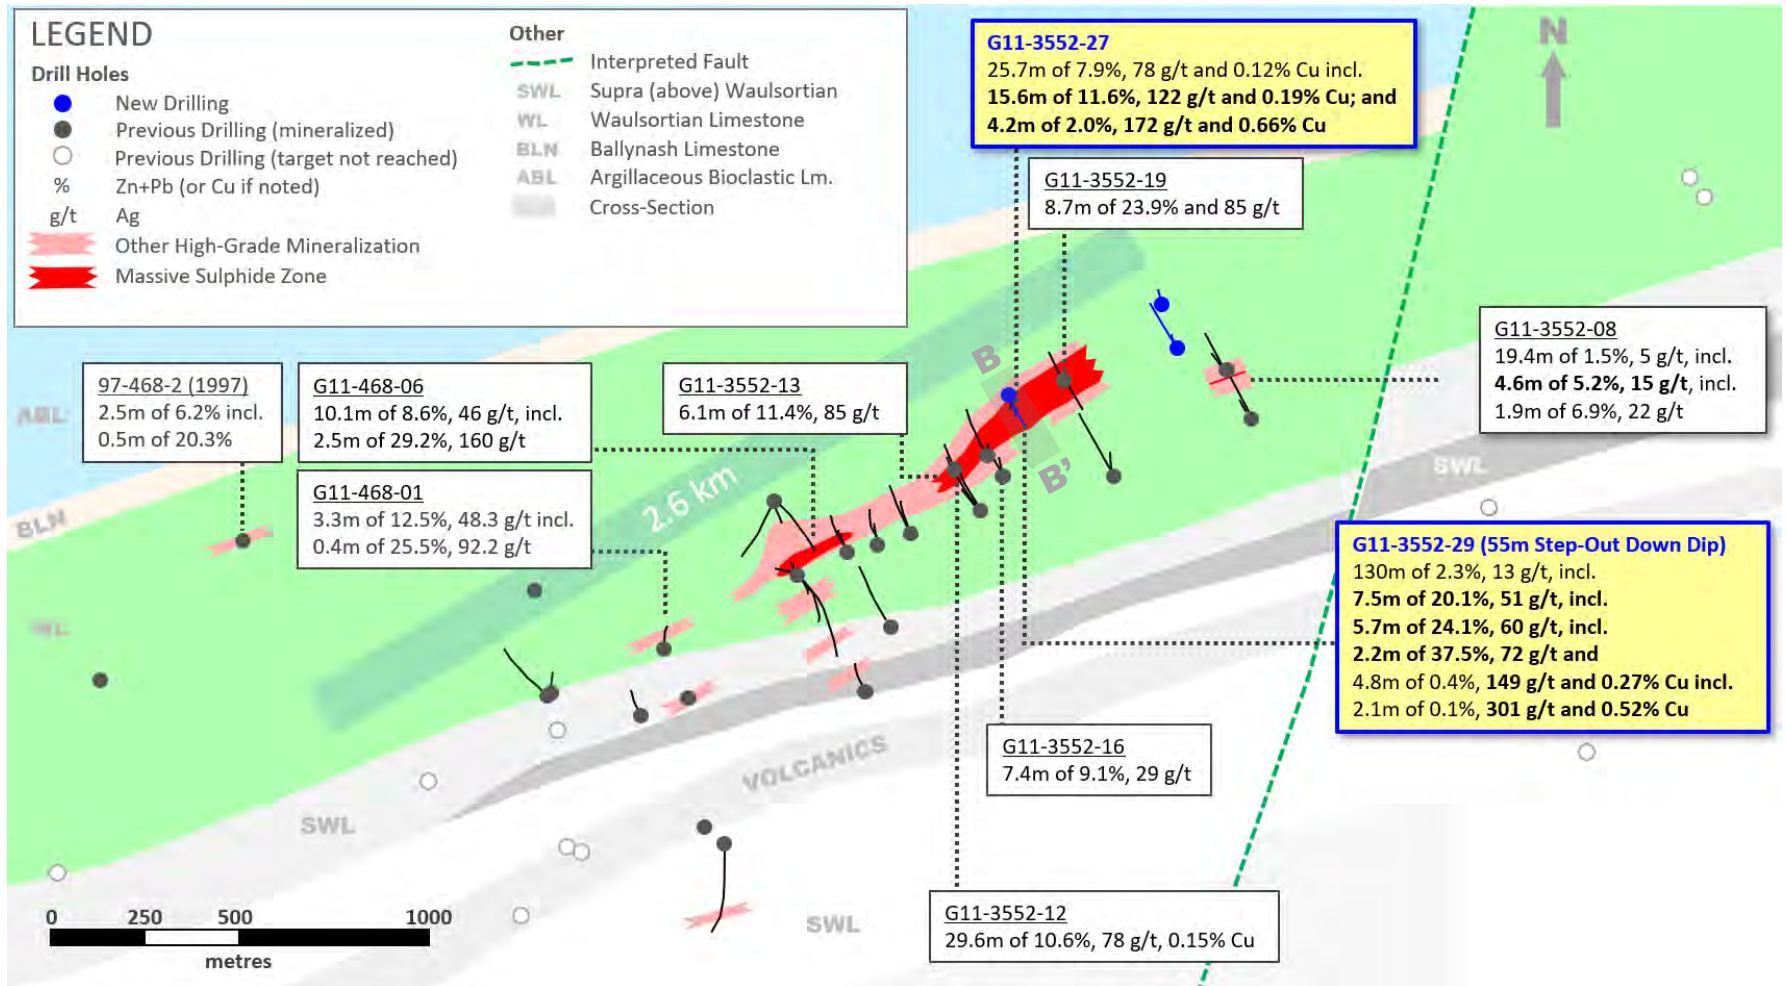 LEGEND
Drill Holes
New Drilling
Previous Drilling (mineralized)
Previous Drilling (target not reached)
% Zn+Pb (or Cu if noted)
g/t Ag
Other High-Grade Mineralization
Massive Sulphide Zone
Other
Interpreted Fault
SWL Supra (above) Waulsortian
WL Waulsortian Limestone
BLN Ballynash Limestone
ABL Argillaceous Bioclastic Lm.
Cross-Section
G11-3552-27
25.7m of 7.9%, 78 g/t and 0.12% Cu incl.
15.6m of 11.6%, 122 g/t and 0.19% Cu; and
4.2m of 2.0%, 172 g/t and 0.66% Cu
N
G11-3552-19
8.7m of 23.9% and 85 g/t
G11-3552-08
19.4m of 1.5%, 5 g/t, incl.
4.6m of 5.2%, 15 g/t, incl.
1.9m of 6.9%, 22 g/t
97-468-2 (1997)
2.5m of 6.2% incl.
0.5m of 20.3%
G11-468-06
10.1m of 8.6%, 46 g/t, incl.
2.5m of 29.2%, 160 g/t
G11-3552-13
6.1m of 11.4%, 85 g/t
G11-468-01
3.3m of 12.5%, 48.3 g/t incl.
0.4m of 25.5%, 92.2 g/t
ABL
BLN
WL
2.6 km
B
B'
SWL
G11-3552-29 (55m Step-Out Down Dip)
130m of 2.3%, 13 g/t, incl.
7.5m of 20.1%, 51 g/t, incl.
5.7m of 24.1%, 60 g/t, incl.
2.2m of 37.5%, 72 g/t and
4.8m of 0.4%, 149 g/t and 0.27% Cu incl.
2.1m of 0.1%, 301 g/t and 0.52% Cu
G11-3552-16
7.4m of 9.1%, 29 g/t
VOLCANICS
SWL
SWL
G11-3552-12
29.6m of 10.6%, 78 g/t, 0.15% Cu
0 250 500 1000
metres